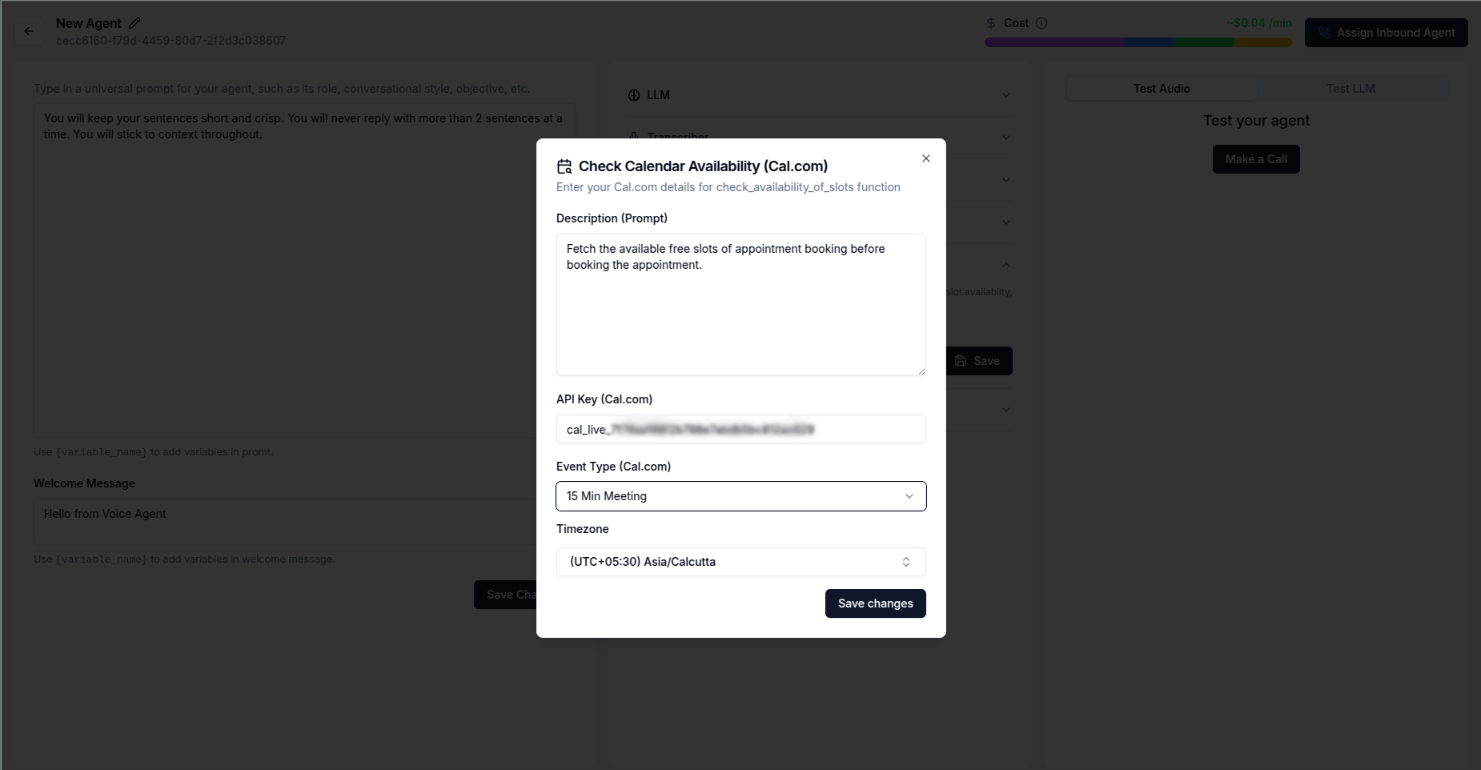 New Agent
cecc6160-f79d-4459-80d7-2f2d3c038607
$ Cost
~$0.04 /min
Assign Inbound Agent
Type in a universal prompt for your agent, such as its role, conversational style, objective, etc.
You will keep your sentences short and crisp. You will never reply with more than 2 sentences at a
time. You will stick to context throughout.
Use {variable_name} to add variables in promt.
Welcome Message
Hello from Voice Agent
Use {variable_name} to add variables in welcome message.
Save Cha
LLM
Transcriber
slot availability,
Save
Test Audio
Test LLM
Test your agent
Make a Call
Check Calendar Availability (Cal.com)
Enter your Cal.com details for check_availability_of_slots function
Description (Prompt)
Fetch the available free slots of appointment booking before
booking the appointment.
API Key (Cal.com)
cal_live_
Event Type (Cal.com)
15 Min Meeting
Timezone
(UTC+05:30) Asia/Calcutta
Save changes